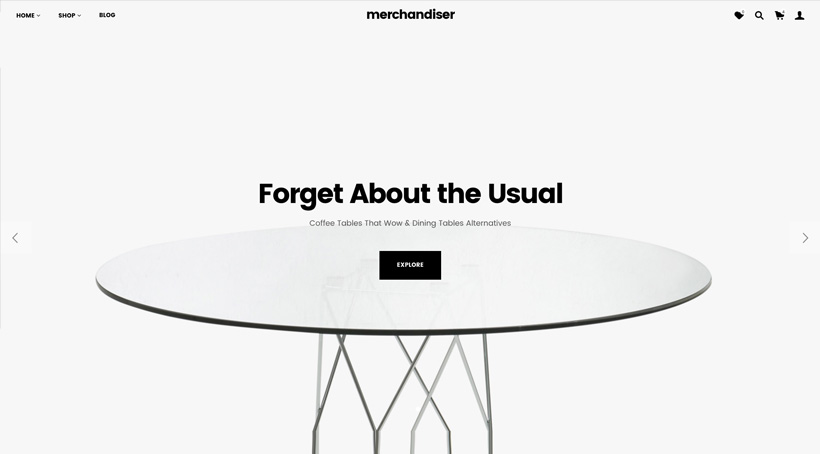 HOME
SHOP
BLOG
merchandiser
Forget About the Usual
Coffee Tables That Wow & Dining Tables Alternatives
EXPLORE